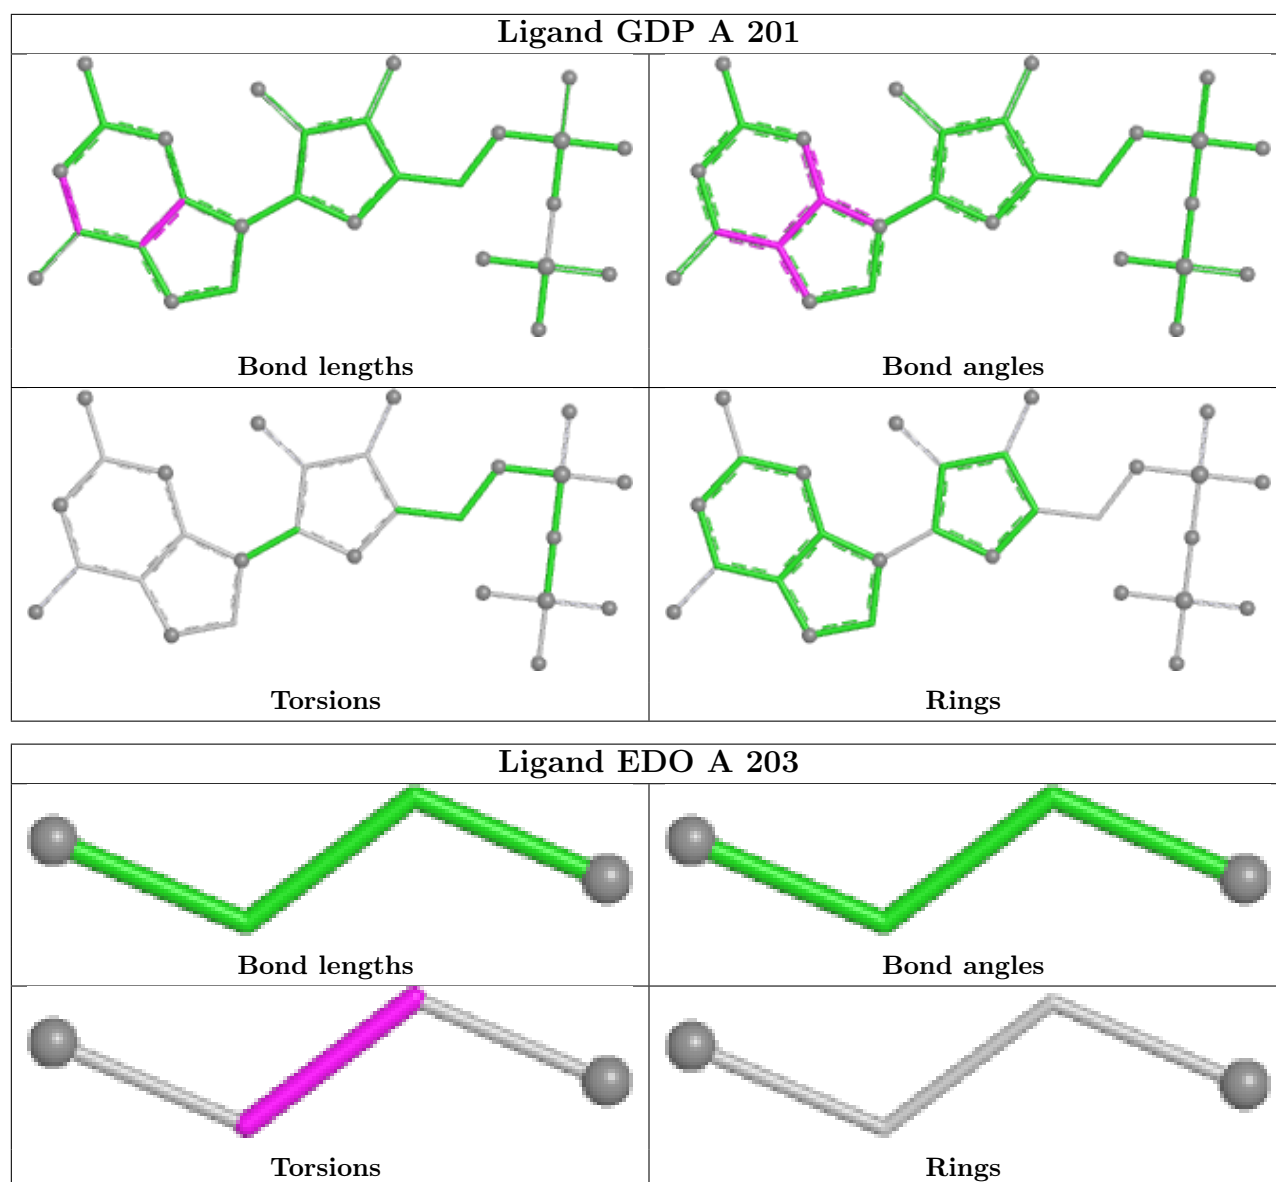 Ligand GDP A 201
Bond lengths
Bond angles
Torsions
Rings
Ligand EDO A 203
Bond lengths
Bond angles
Torsions
Rings